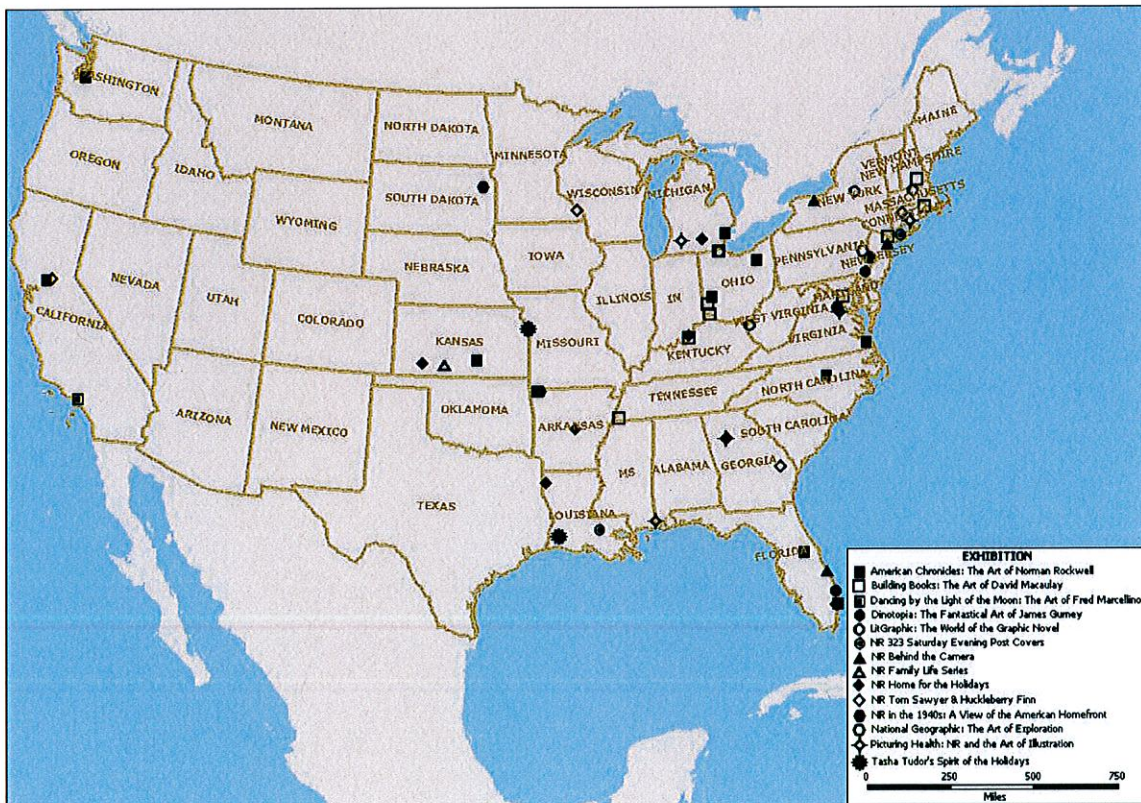 WASHINGTON
MONTANA
NORTH DAKOTA
MINNESOTA
MAINE
OREGON
IDAHO
SOUTH DAKOTA
WISCONSIN
MICHIGAN
VERMONT
NEW HAMPSHIRE
NEW YORK
MASSACHUSETTS
WYOMING
IOWA
NEBRASKA
PENNSYLVANIA
NEW JERSEY
NEVADA
UTAH
COLORADO
ILLINOIS
IN
OHIO
MARYLAND
WEST VIRGINIA
VIRGINIA
CALIFORNIA
KANSAS
MISSOURI
KENTUCKY
NORTH CAROLINA
TENNESSEE
ARIZONA
NEW MEXICO
OKLAHOMA
ARKANSAS
SOUTH CAROLINA
MS
ALABAMA
GEORGIA
TEXAS
LOUISIANA
FLORIDA
EXHIBITION
American Chronicles: The Art of Norman Rockwell
Building Books: The Art of David Macaulay
Dancing by the Light of the Moon: The Art of Fred Marcellino
Dinotopia: The Fantastical Art of James Gurney
LitGraphic: The World of the Graphic Novel
NR 323 Saturday Evening Post Covers
NR Behind the Camera
NR Family Life Series
NR Home for the Holidays
NR Tom Sawyer & Huckleberry Finn
NR in the 1940s: A View of the American Homefront
National Geographic: The Art of Exploration
Picturing Health: NR and the Art of Illustration
Tasha Tudor's Spirit of the Holidays
0 250 500 750
Miles